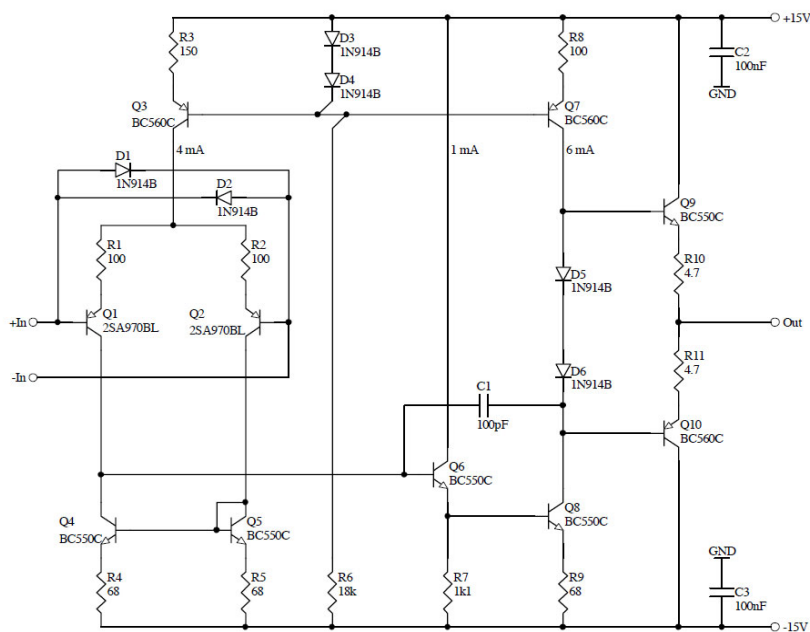 +15V
R3
150
D3
1N914B
D4
1N914B
R8
100
C2
100nF
GND
Q3
BC560C
Q7
BC560C
4 mA
1 mA
6 mA
D1
1N914B
D2
1N914B
Q9
BC550C
R1
100
R2
100
R10
4.7
D5
1N914B
+In
Q1
2SA970BL
Q2
2SA970BL
Out
R11
4.7
-In
D6
1N914B
C1
100pF
Q10
BC560C
Q6
BC550C
Q4
BC550C
Q5
BC550C
Q8
BC550C
GND
R4
68
R5
68
R6
18k
R7
1k1
R9
68
C3
100nF
-15V